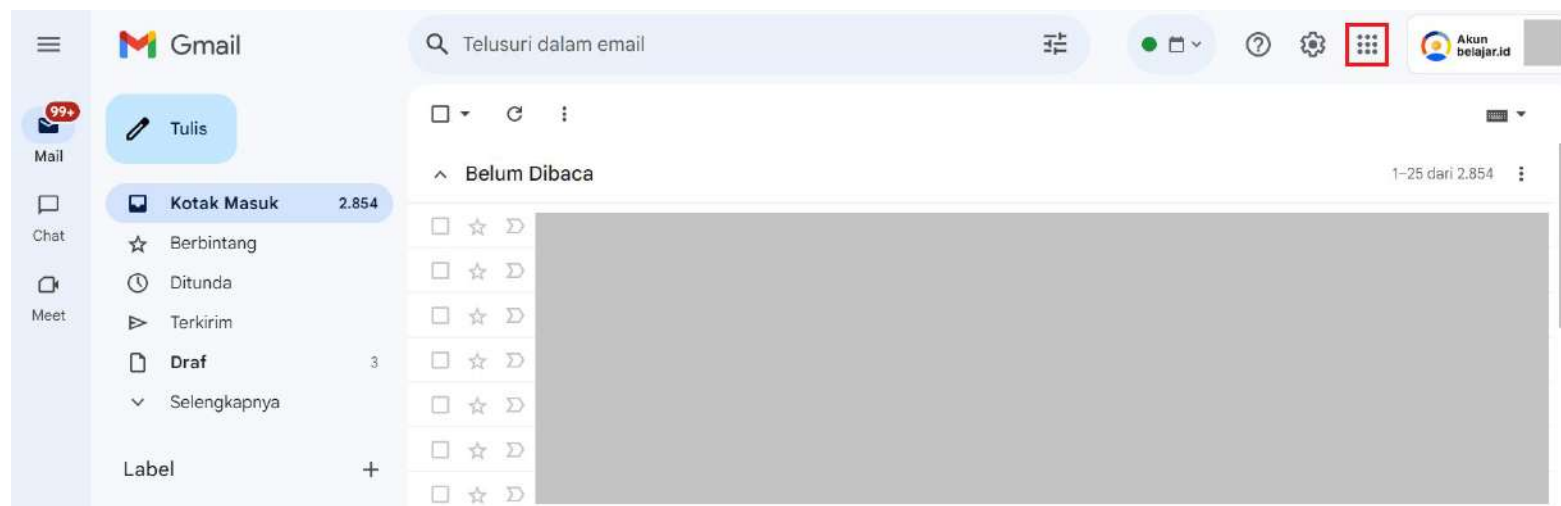 Gmail
Telusuri dalam email
Akun
belajar.id
99+
Mail
Tulis
Belum Dibaca
1–25 dari 2.854
Kotak Masuk 2.854
Chat
Berbintang
Ditunda
Meet
Terkirim
Draf 3
Selengkapnya
Label